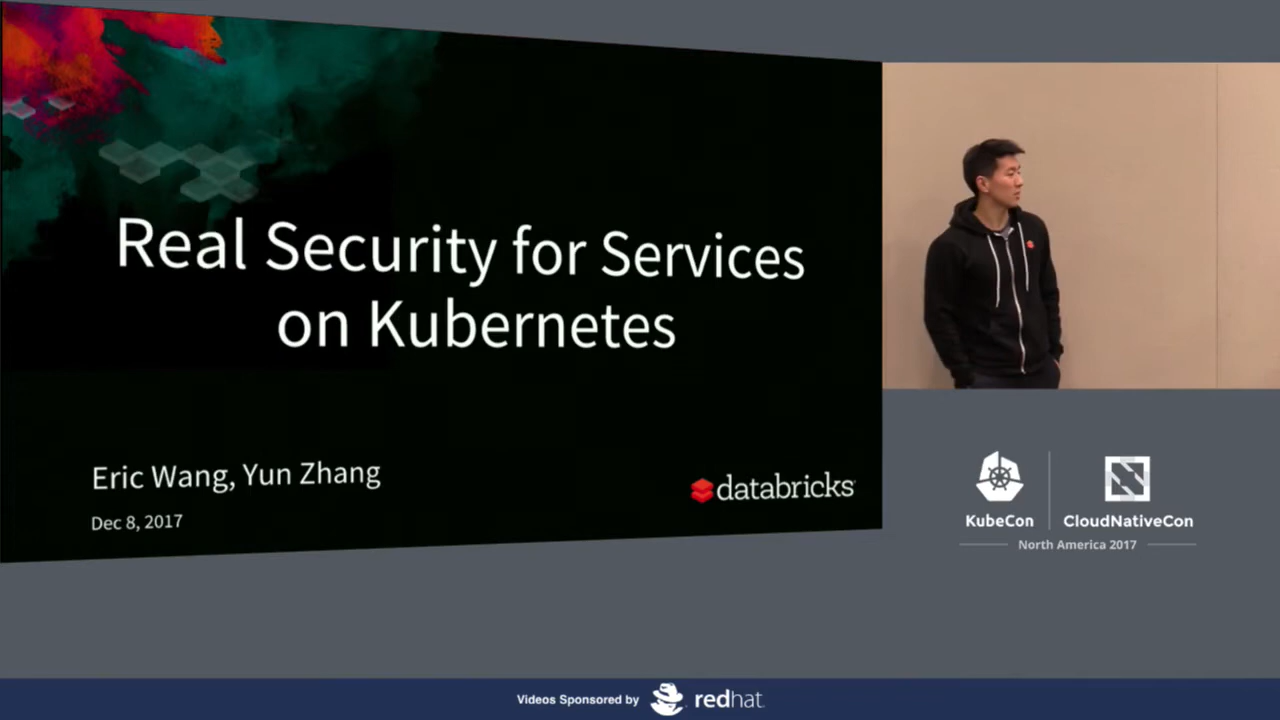 Real Security for Services
on Kubernetes
Eric Wang, Yun Zhang
Dec 8, 2017
databricks
KubeCon
CloudNativeCon
North America 2017
Videos Sponsored by
redhat.